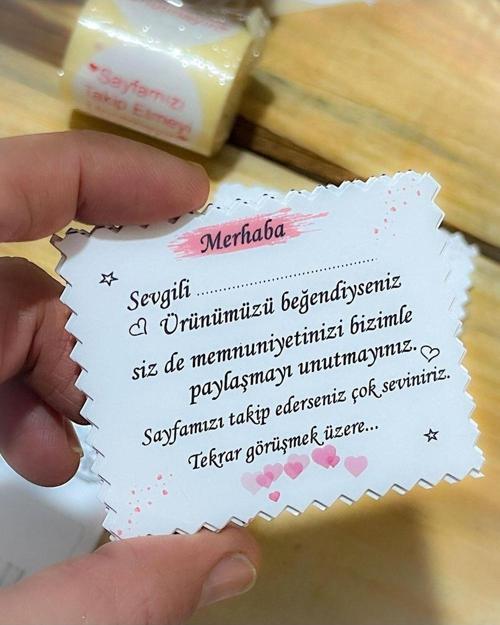 Sayfamızı
Takip Etmeyi
Merhaba
Sevgili ........................................
Ürünümüzü beğendiyseniz
siz de memnuniyetinizi bizimle
paylaşmayı unutmayınız.
Sayfamızı takip ederseniz çok seviniriz.
Tekrar görüşmek üzere...